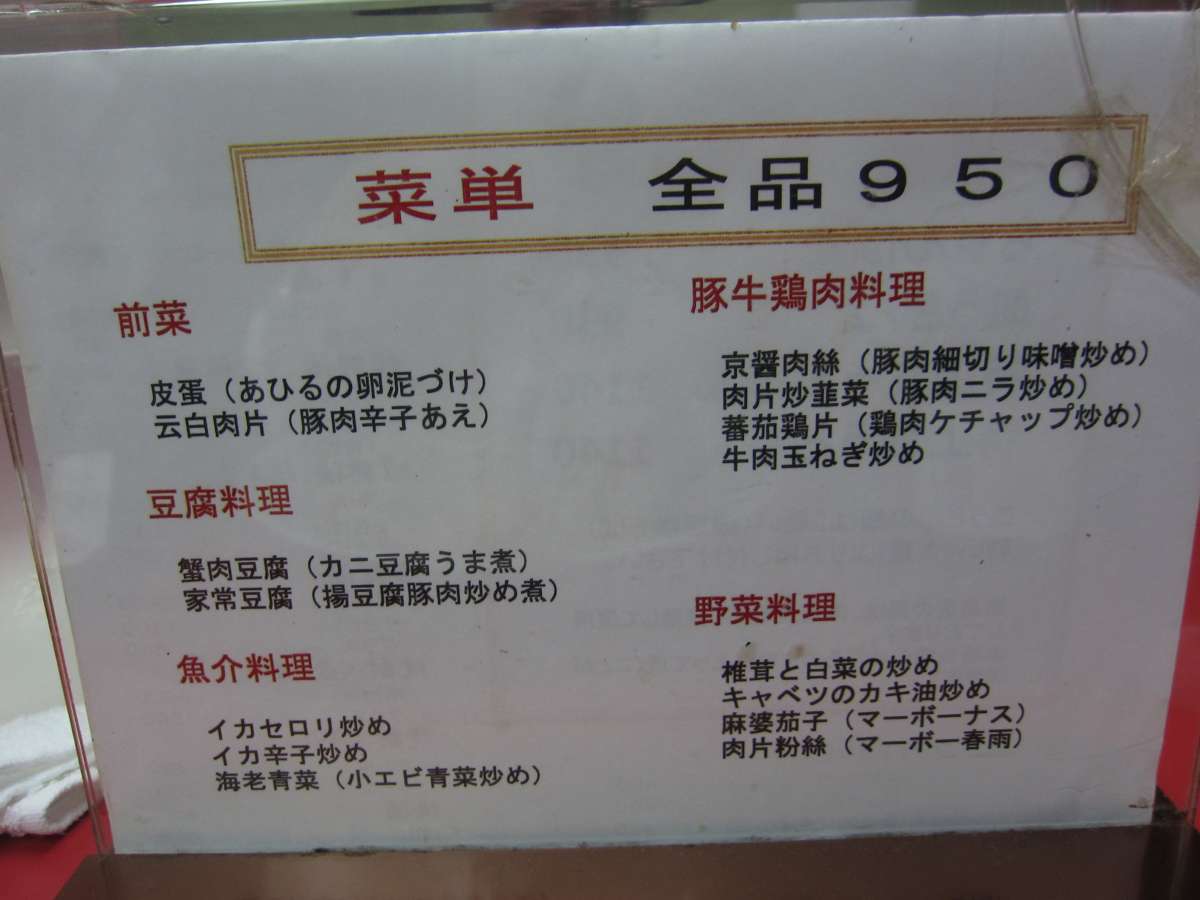 菜単 全品９５０
前菜
皮蛋（あひるの卵泥づけ）
云白肉片（豚肉辛子あえ）
豆腐料理
蟹肉豆腐（カニ豆腐うま煮）
家常豆腐（揚豆腐豚肉炒め煮）
魚介料理
イカセロリ炒め
イカ辛子炒め
海老青菜（小エビ青菜炒め）
豚牛鶏肉料理
京醤肉絲（豚肉細切り味噌炒め）
肉片炒韮菜（豚肉ニラ炒め）
蕃茄鶏片（鶏肉ケチャップ炒め）
牛肉玉ねぎ炒め
野菜料理
椎茸と白菜の炒め
キャベツのカキ油炒め
麻婆茄子（マーボーナス）
肉片粉絲（マーボー春雨）